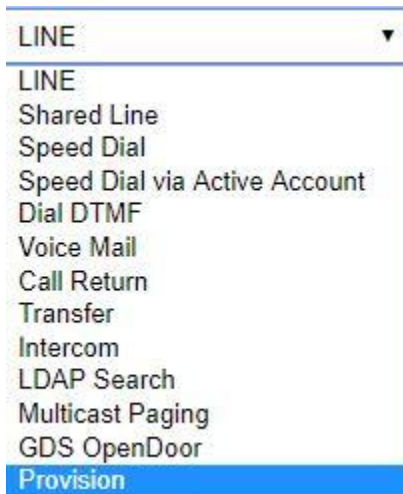 LINE ▼
LINE
Shared Line
Speed Dial
Speed Dial via Active Account
Dial DTMF
Voice Mail
Call Return
Transfer
Intercom
LDAP Search
Multicast Paging
GDS OpenDoor
Provision